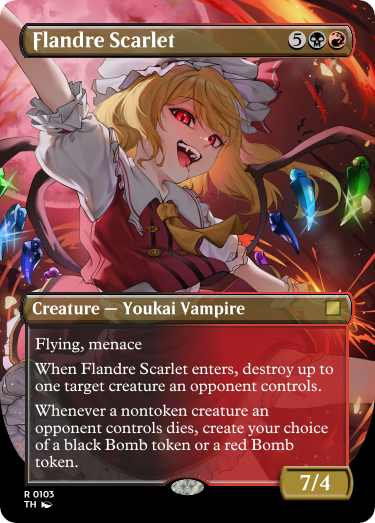 Flandre Scarlet 5
Creature — Youkai Vampire
Flying, menace
When Flandre Scarlet enters, destroy up to
one target creature an opponent controls.
Whenever a nontoken creature an
opponent controls dies, create your choice
of a black Bomb token or a red Bomb
token.
7/4
R 0103
TH